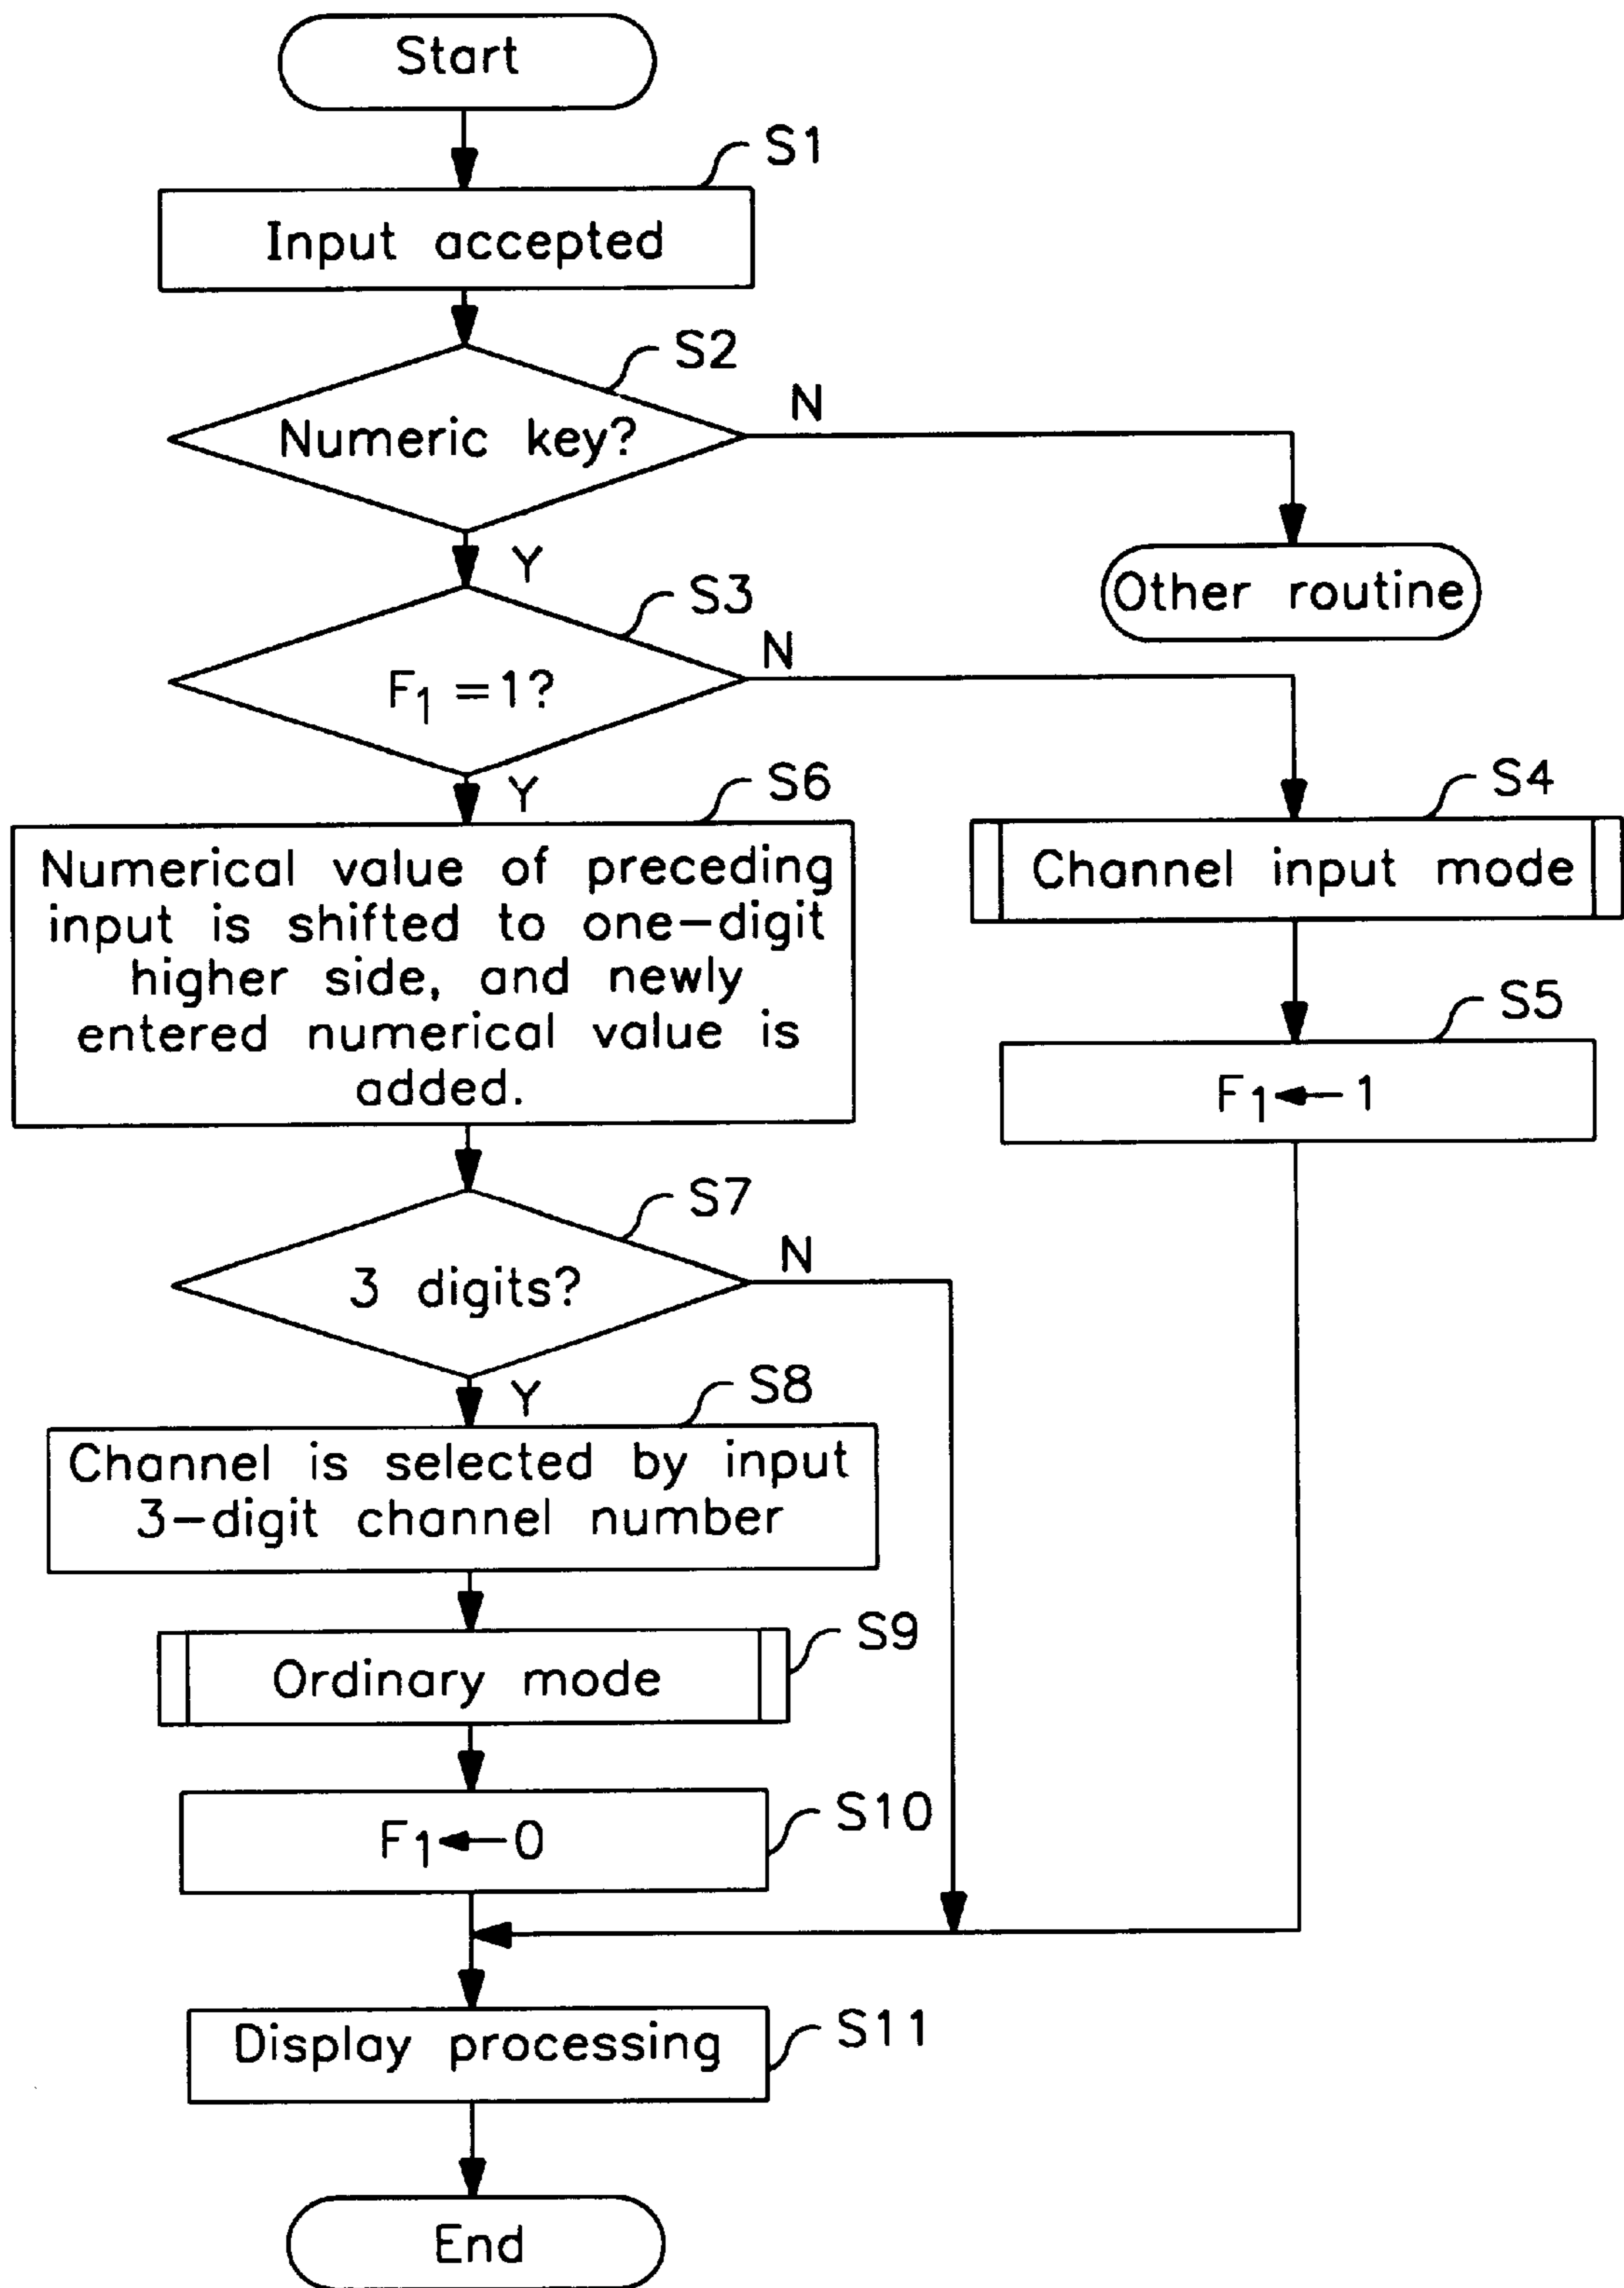 Start
S1
Input accepted
S2
Numeric key?
N
Y
Other routine
S3
F1 = 1?
N
Y
S6
Numerical value of preceding
input is shifted to one-digit
higher side, and newly
entered numerical value is
added.
S4
Channel input mode
S5
F1 ← 1
S7
3 digits?
N
Y
S8
Channel is selected by input
3-digit channel number
S9
Ordinary mode
S10
F1 ← 0
S11
Display processing
End